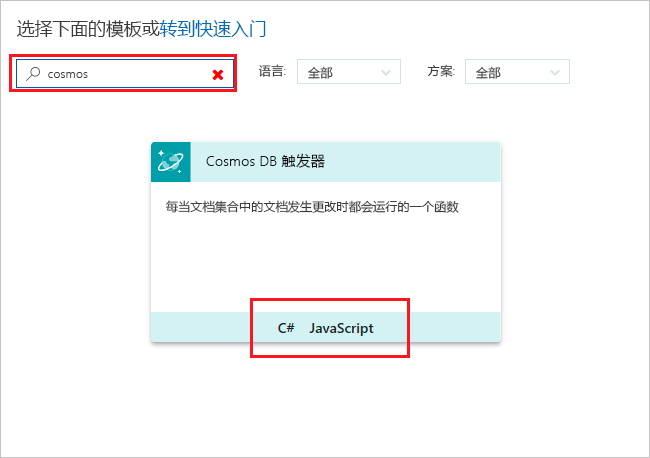 选择下面的模板或转到快速入门
cosmos 语言: 全部 方案: 全部
Cosmos DB 触发器
每当文档集合中的文档发生更改时都会运行的一个函数
C# JavaScript